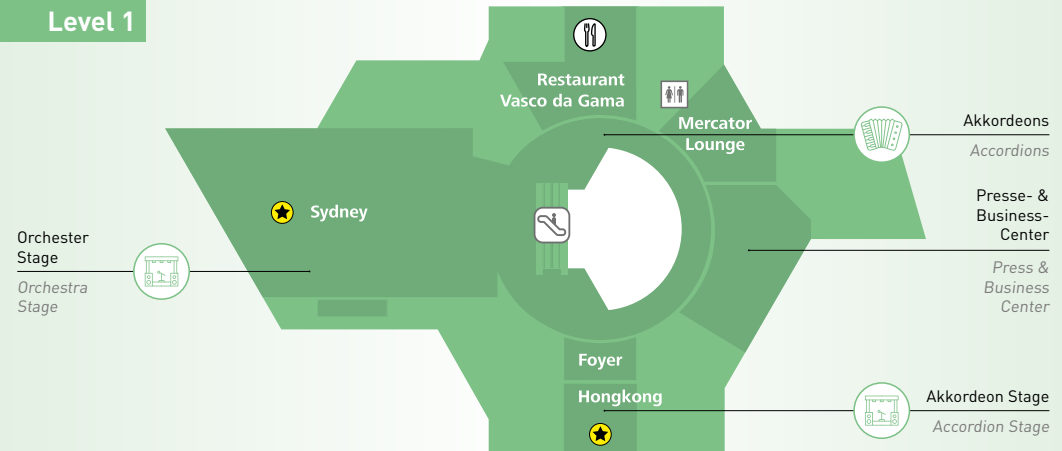 Level 1
Restaurant
Vasco da Gama
Mercator
Lounge
Akkordeons
Accordions
Presse- &
Business-
Center
Press &
Business
Center
Sydney
Orchester
Stage
Orchestra
Stage
Foyer
Hongkong
Akkordeon Stage
Accordion Stage